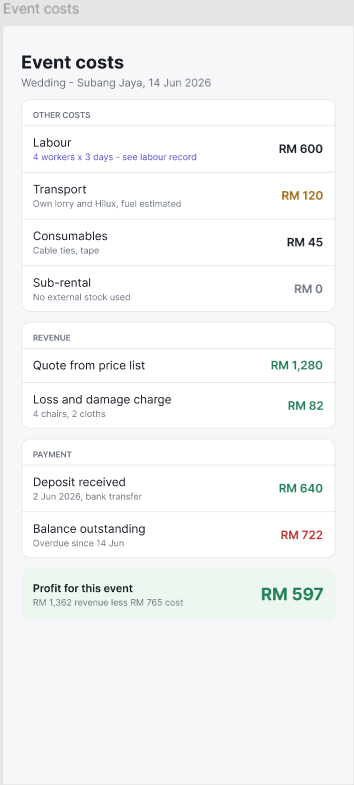 Event costs
Event costs
Wedding - Subang Jaya, 14 Jun 2026
OTHER COSTS
Labour
RM 600
4 workers x 3 days - see labour record
Transport
RM 120
Own lorry and Hilux, fuel estimated
Consumables
RM 45
Cable ties, tape
Sub-rental
RM 0
No external stock used
REVENUE
Quote from price list
RM 1,280
Loss and damage charge
RM 82
4 chairs, 2 cloths
PAYMENT
Deposit received
RM 640
2 Jun 2026, bank transfer
Balance outstanding
RM 722
Overdue since 14 Jun
Profit for this event
RM 597
RM 1,362 revenue less RM 765 cost